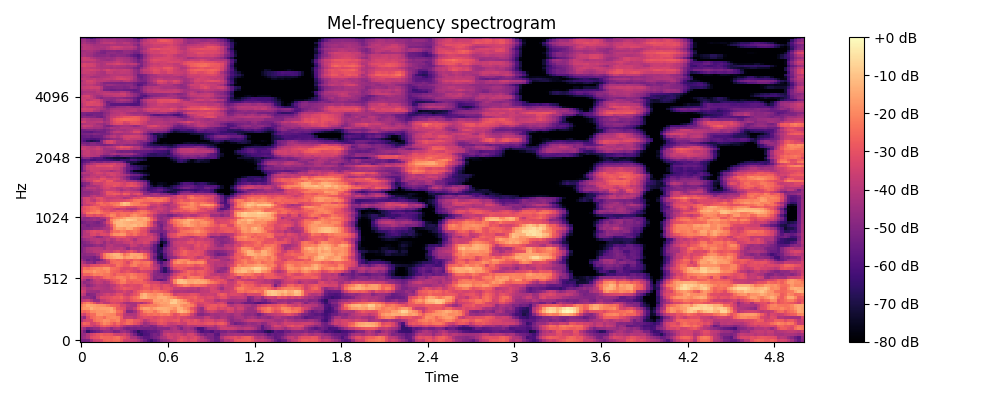 Mel-frequency spectrogram
Hz
4096
2048
1024
512
0
0 0.6 1.2 1.8 2.4 3 3.6 4.2 4.8
Time
+0 dB
-10 dB
-20 dB
-30 dB
-40 dB
-50 dB
-60 dB
-70 dB
-80 dB